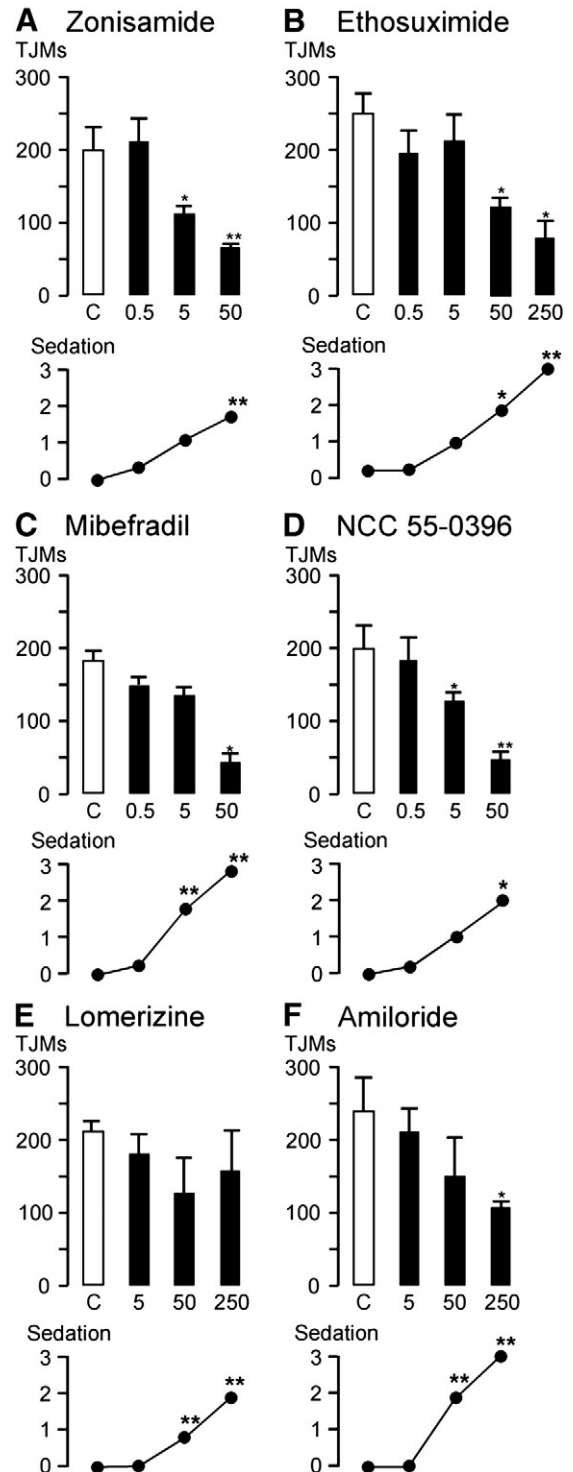 A Zonisamide
TJMs
300
200
100
0
* **
C 0.5 5 50
Sedation
3
2
1
0
**
B Ethosuximide
TJMs
300
200
100
0
* *
C 0.5 5 50 250
Sedation
3
2
1
0
* **
C Mibefradil
TJMs
300
200
100
0
*
C 0.5 5 50
Sedation
3
2
1
0
** **
D NCC 55-0396
TJMs
300
200
100
0
* **
C 0.5 5 50
Sedation
3
2
1
0
*
E Lomerizine
TJMs
300
200
100
0
C 5 50 250
Sedation
3
2
1
0
** **
F Amiloride
TJMs
300
200
100
0
*
C 5 50 250
Sedation
3
2
1
0
** **